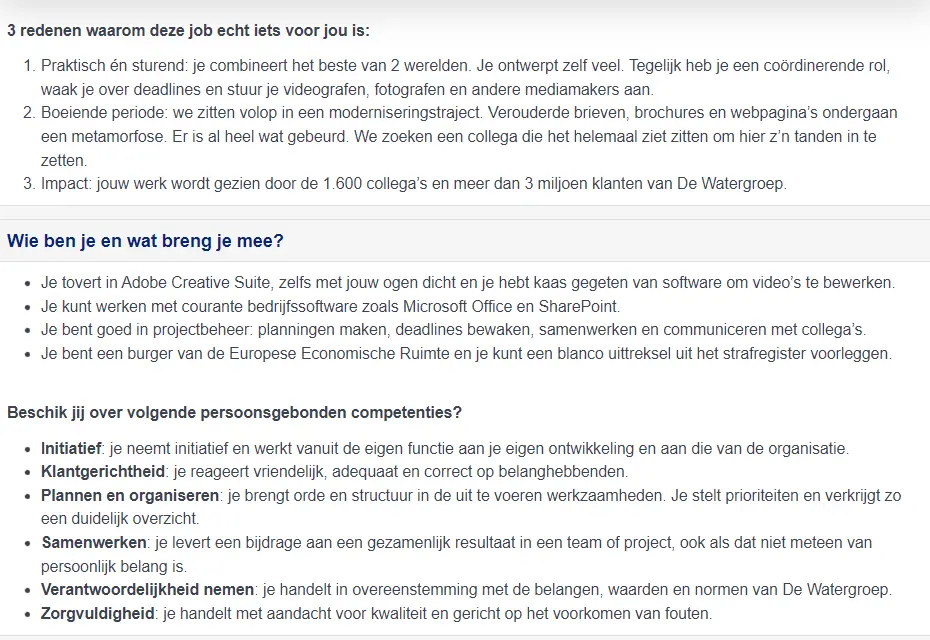 3 redenen waarom deze job echt iets voor jou is:
1. Praktisch én sturend: je combineert het beste van 2 werelden. Je ontwerpt zelf veel. Tegelijk heb je een coördinerende rol,
waak je over deadlines en stuur je videografen, fotografen en andere mediamakers aan.
2. Boeiende periode: we zitten volop in een moderniseringstraject. Verouderde brieven, brochures en webpagina’s ondergaan
een metamorfose. Er is al heel wat gebeurd. We zoeken een collega die het helemaal ziet zitten om hier z’n tanden in te
zetten.
3. Impact: jouw werk wordt gezien door de 1.600 collega’s en meer dan 3 miljoen klanten van De Watergroep.
Wie ben je en wat breng je mee?
• Je tovert in Adobe Creative Suite, zelfs met jouw ogen dicht en je hebt kaas gegeten van software om video’s te bewerken.
• Je kunt werken met courante bedrijfssoftware zoals Microsoft Office en SharePoint.
• Je bent goed in projectbeheer: planningen maken, deadlines bewaken, samenwerken en communiceren met collega’s.
• Je bent een burger van de Europese Economische Ruimte en je kunt een blanco uittreksel uit het strafregister voorleggen.
Beschik jij over volgende persoonsgebonden competenties?
• Initiatief: je neemt initiatief en werkt vanuit de eigen functie aan je eigen ontwikkeling en aan die van de organisatie.
• Klantgerichtheid: je reageert vriendelijk, adequaat en correct op belanghebbenden.
• Plannen en organiseren: je brengt orde en structuur in de uit te voeren werkzaamheden. Je stelt prioriteiten en verkrijgt zo
een duidelijk overzicht.
• Samenwerken: je levert een bijdrage aan een gezamenlijk resultaat in een team of project, ook als dat niet meteen van
persoonlijk belang is.
• Verantwoordelijkheid nemen: je handelt in overeenstemming met de belangen, waarden en normen van De Watergroep.
• Zorgvuldigheid: je handelt met aandacht voor kwaliteit en gericht op het voorkomen van fouten.